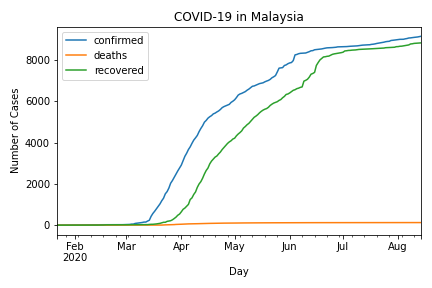 COVID-19 in Malaysia
confirmed
deaths
recovered
Number of Cases
8000
6000
4000
2000
0
Feb Mar Apr May Jun Jul Aug
2020
Day